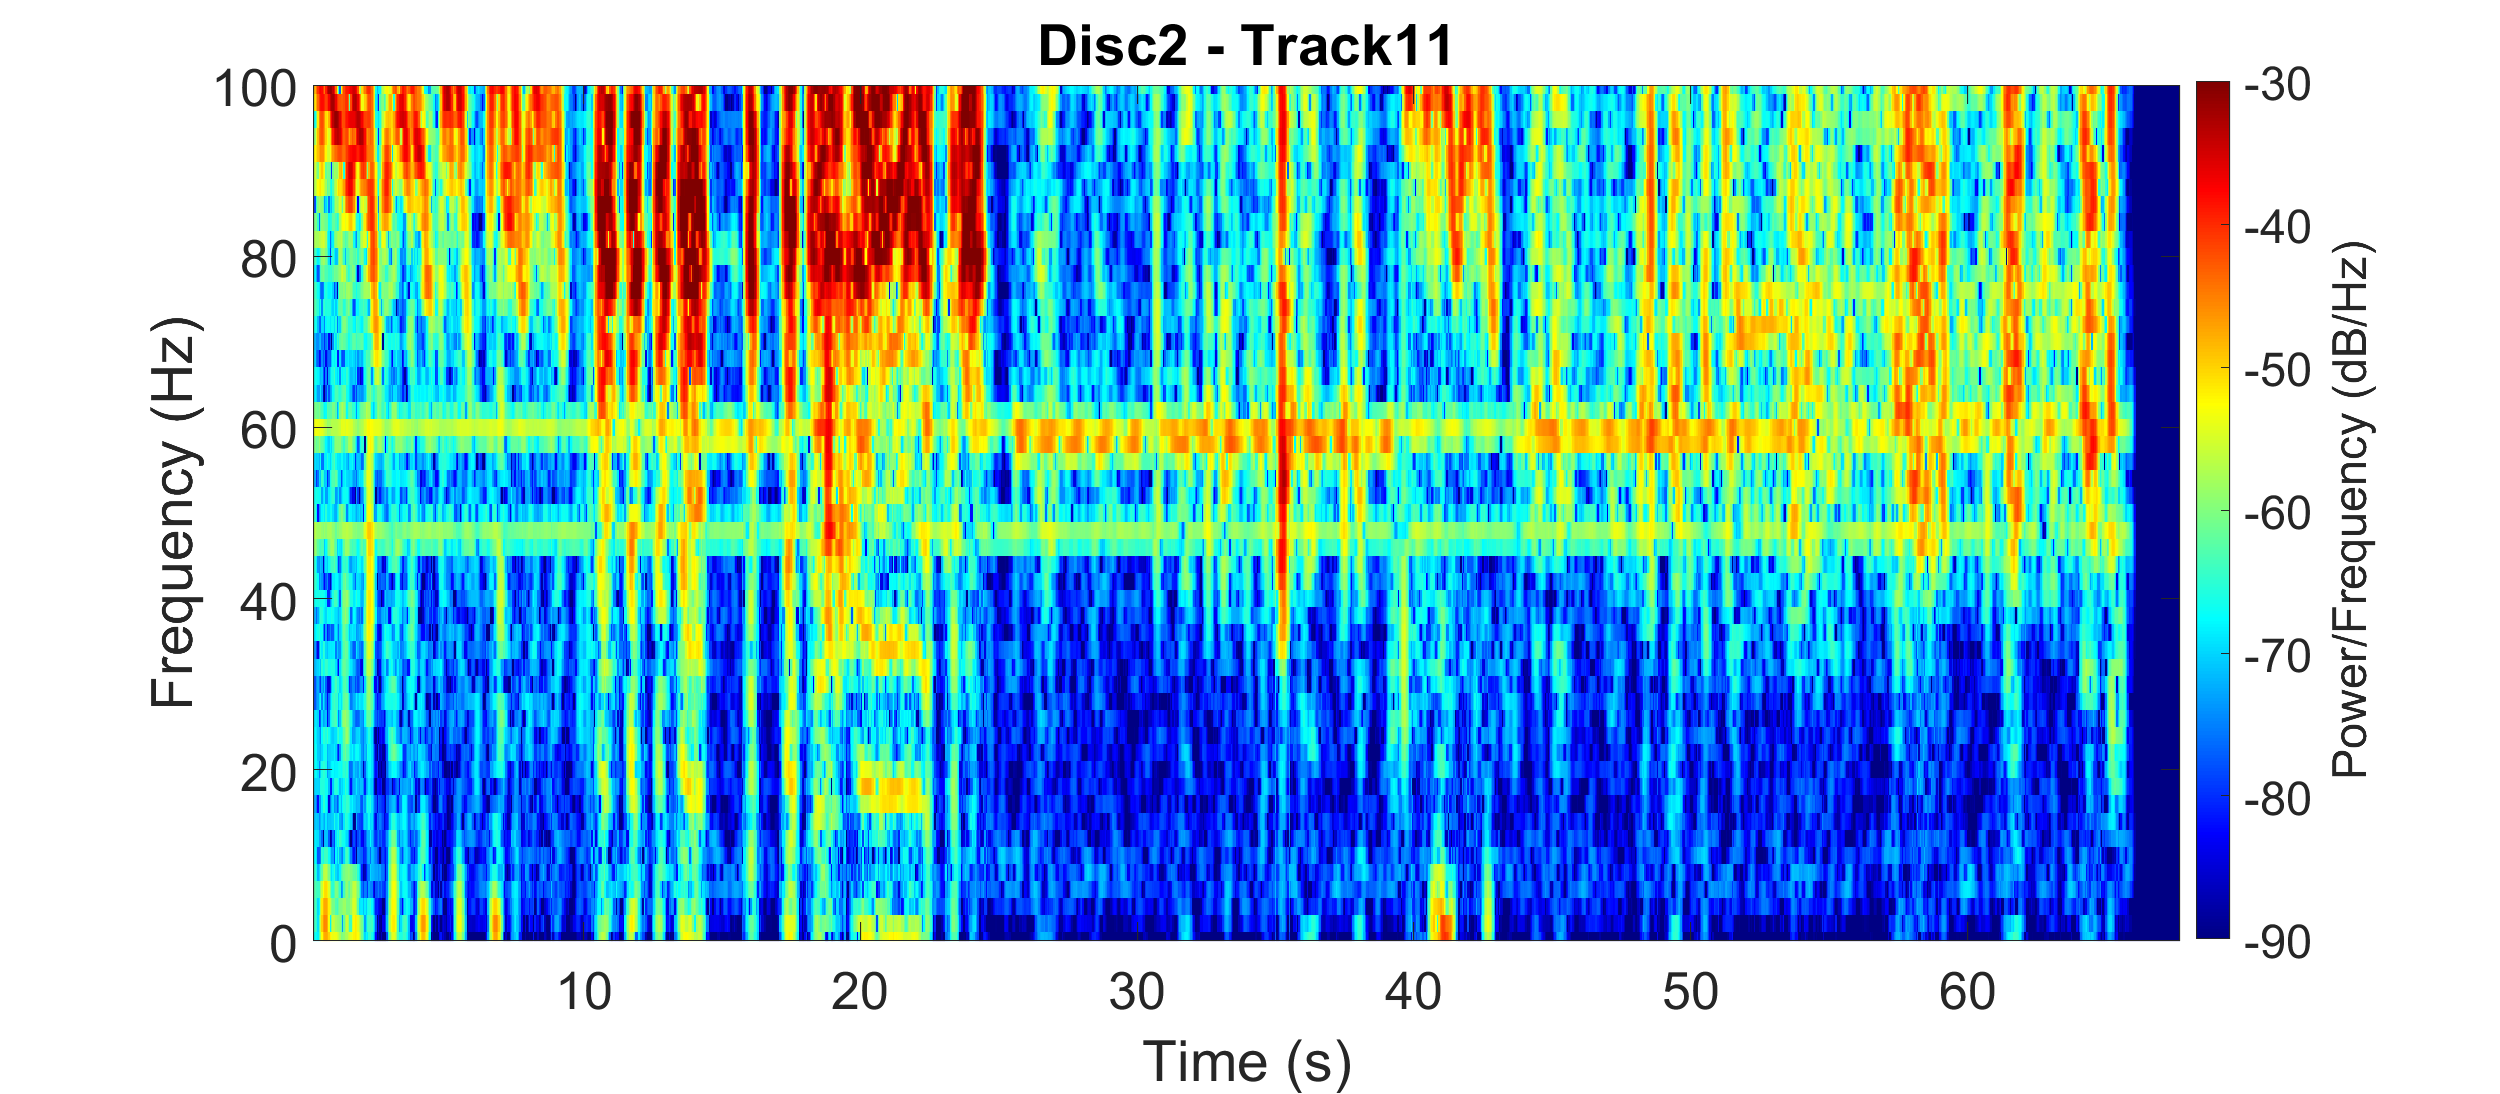 Disc2 - Track11
100
80
60
40
20
0
Frequency (Hz)
10 20 30 40 50 60
Time (s)
-30
-40
-50
-60
-70
-80
-90
Power/Frequency (dB/Hz)